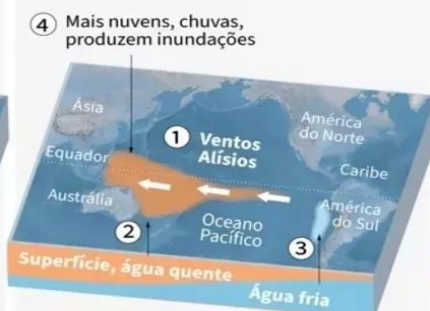 4 Mais nuvens, chuvas,
produzem inundações
Ásia
América
do Norte
1 Ventos
Alísios
Equador
Caribe
Austrália
América
do Sul
Oceano
Pacífico
2
3
Superfície, água quente
Água fria